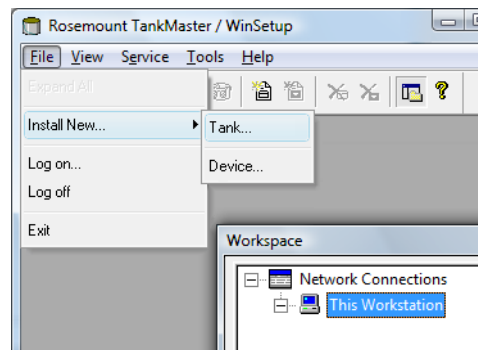 Rosemount TankMaster / WinSetup
File View Service Tools Help
Expand All
Install New...
Tank...
Log on...
Device...
Log off
Exit
Workspace
Network Connections
This Workstation